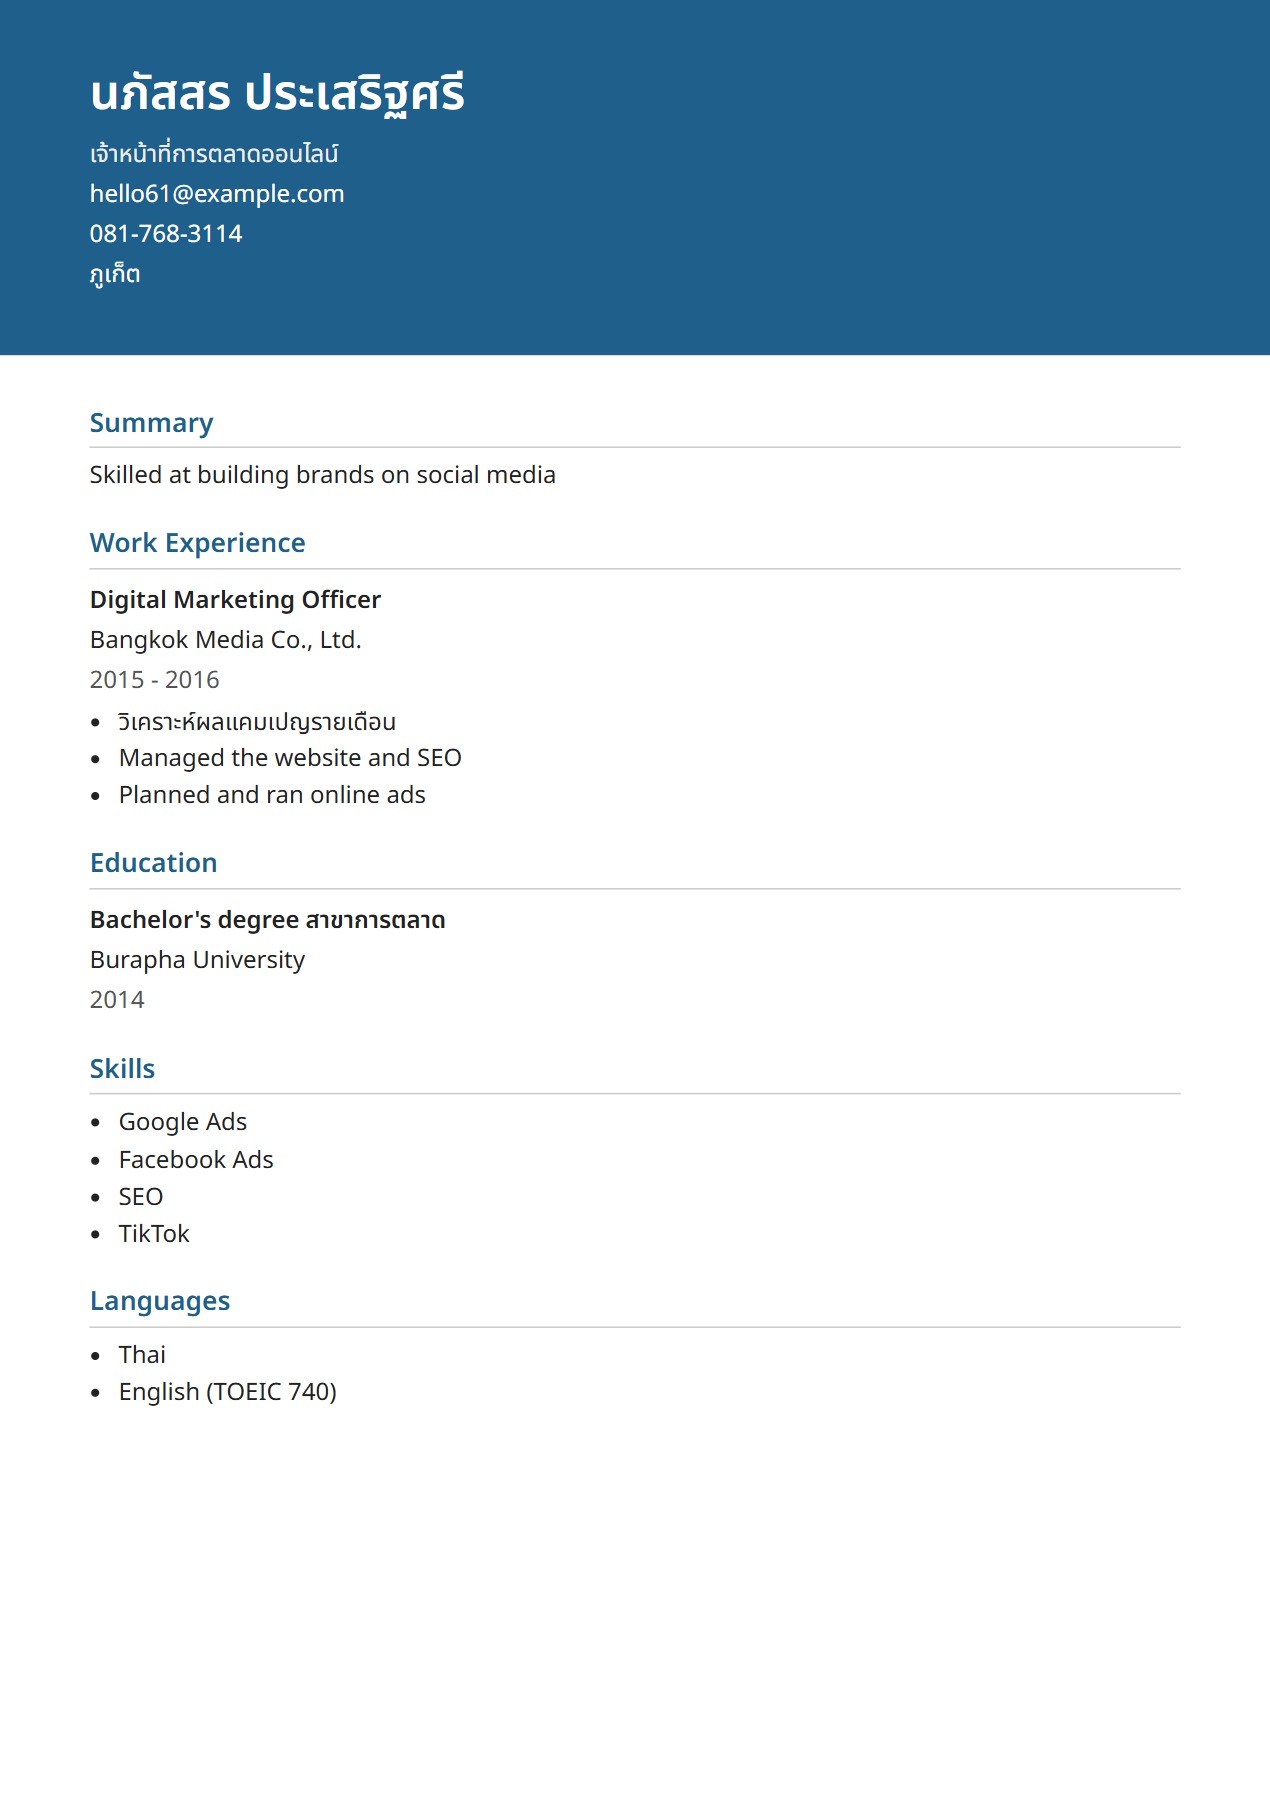 นภัสสร ประเสริฐศรี
เจ้าหน้าที่การตลาดออนไลน์
hello61@example.com
081-768-3114
ภูเก็ต
Summary
Skilled at building brands on social media
Work Experience
Digital Marketing Officer
Bangkok Media Co., Ltd.
2015 - 2016
• วิเคราะห์ผลแคมเปญรายเดือน
• Managed the website and SEO
• Planned and ran online ads
Education
Bachelor's degree สาขาการตลาด
Burapha University
2014
Skills
• Google Ads
• Facebook Ads
• SEO
• TikTok
Languages
• Thai
• English (TOEIC 740)